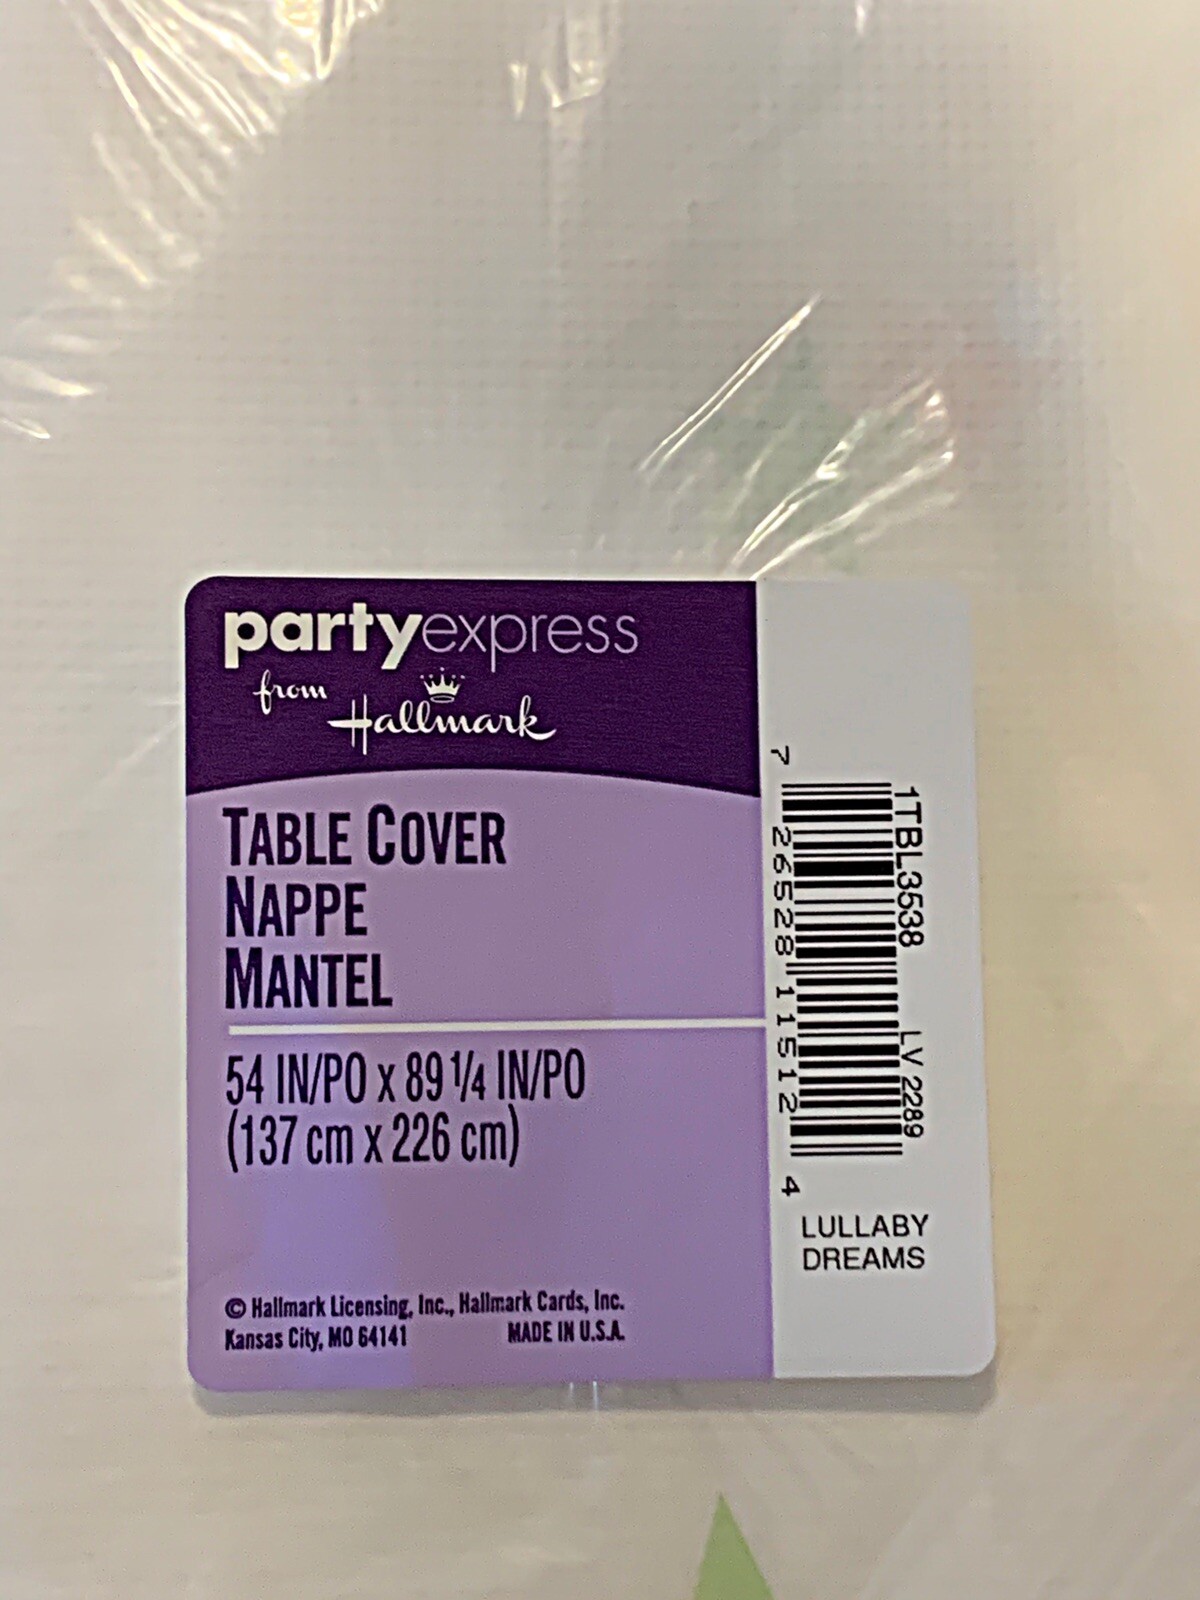 partyexpress
from Hallmark
TABLE COVER
NAPPE
MANTEL
54 IN/PO x 89 1/4 IN/PO
(137 cm x 226 cm)
© Hallmark Licensing, Inc., Hallmark Cards, Inc.
Kansas City, MO 64141 MADE IN U.S.A.
1TBL3538 LV 2289
7 26528 11512 4
LULLABY
DREAMS